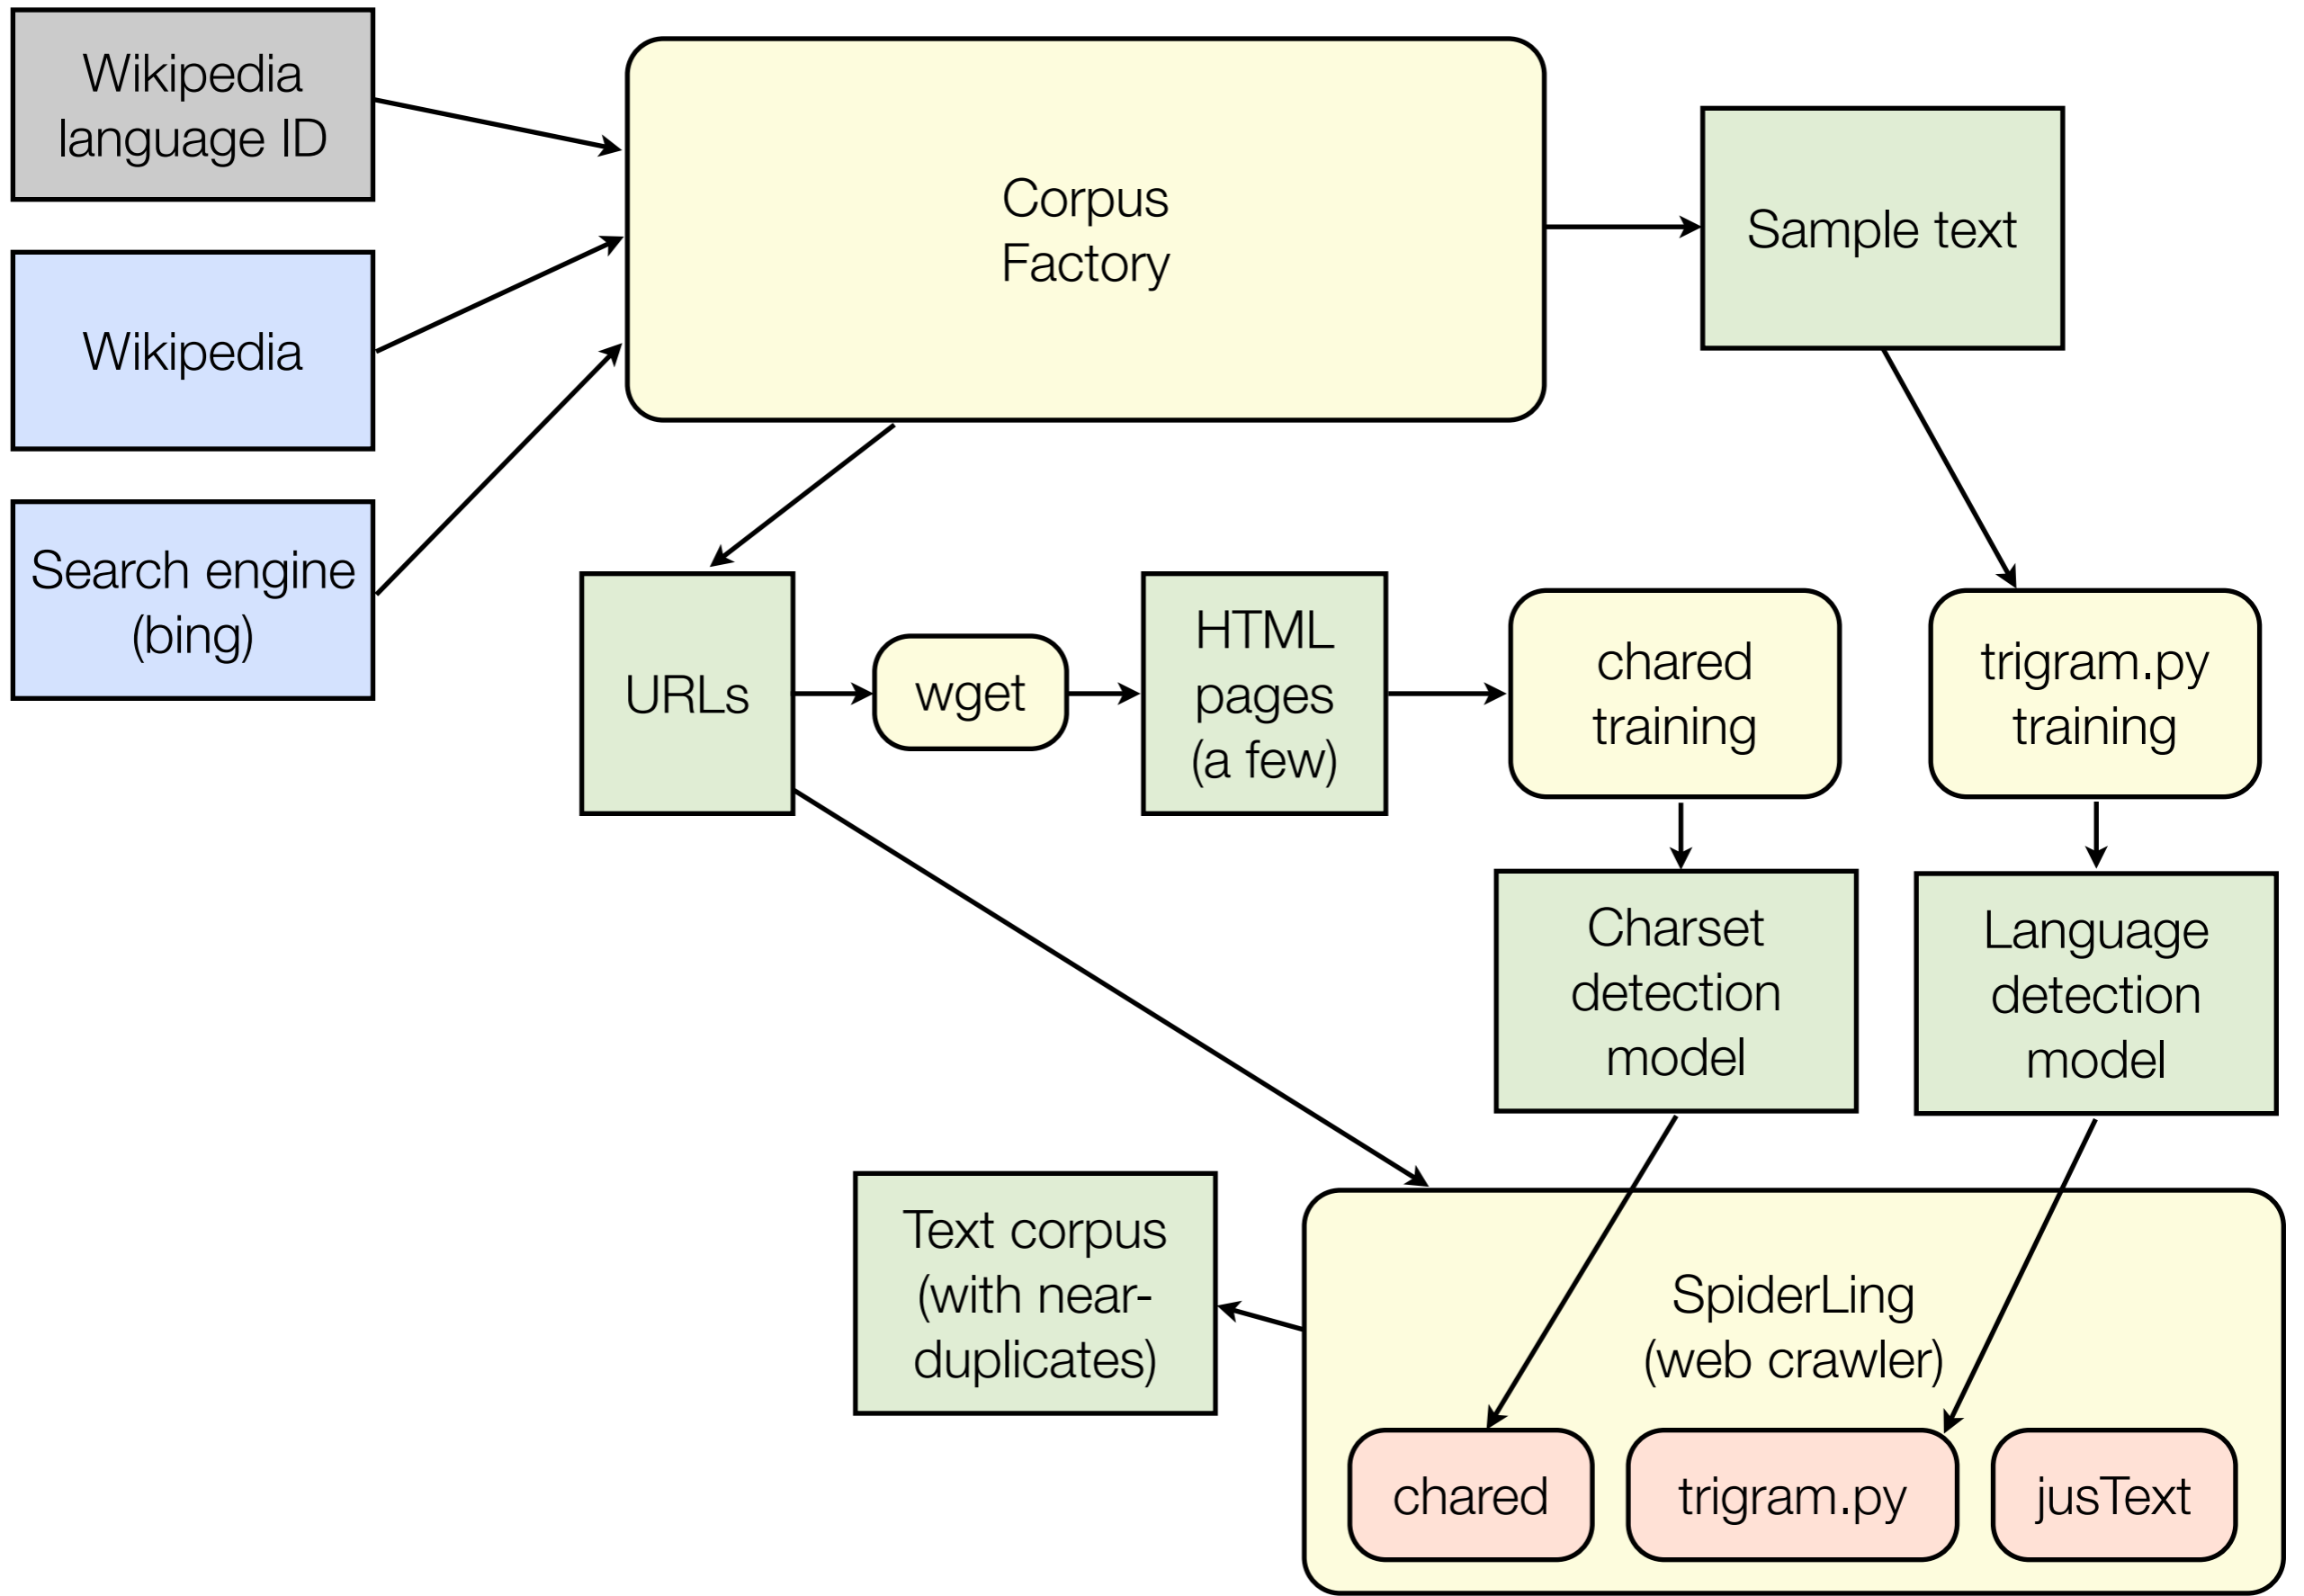 Wikipedia
language ID
Wikipedia
Search engine
(bing)
Corpus
Factory
Sample text
URLs
wget
HTML
pages
(a few)
chared
training
trigram.py
training
Charset
detection
model
Language
detection
model
Text corpus
(with near-
duplicates)
SpiderLing
(web crawler)
chared
trigram.py
jusText